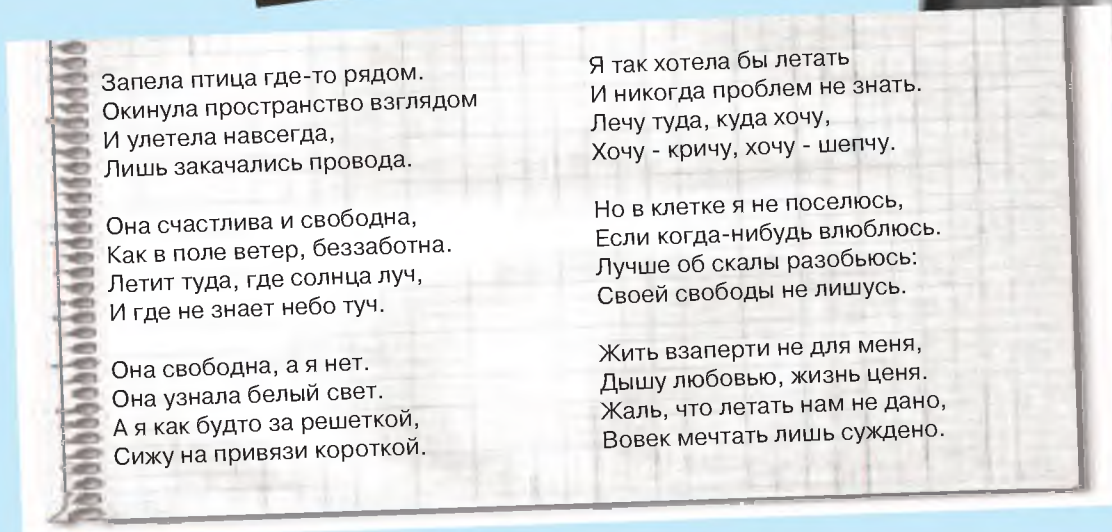 Запела птица где-то рядом.
Окинула пространство взглядом
И улетела навсегда,
Лишь закачались провода.
Она счастлива и свободна,
Как в поле ветер, беззаботна.
Летит туда, где солнца луч,
И где не знает небо туч.
Она свободна, а я нет.
Она узнала белый свет.
А я как будто за решеткой,
Сижу на привязи короткой.
Я так хотела бы летать
И никогда проблем не знать.
Лечу туда, куда хочу,
Хочу - кричу, хочу - шепчу.
Но в клетке я не поселюсь,
Если когда-нибудь влюблюсь.
Лучше об скалы разобьюсь:
Своей свободы не лишусь.
Жить взаперти не для меня,
Дышу любовью, жизнь ценя.
Жаль, что летать нам не дано,
Вовек мечтать лишь суждено.